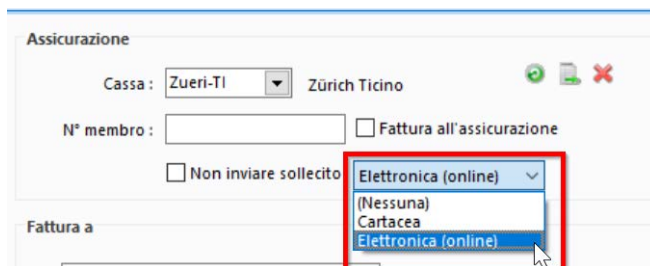 Assicurazione
Cassa : Zueri-TI Zürich Ticino
N° membro : Fattura all'assicurazione
Non inviare sollecito Elettronica (online)
(Nessuna)
Cartacea
Elettronica (online)
Fattura a